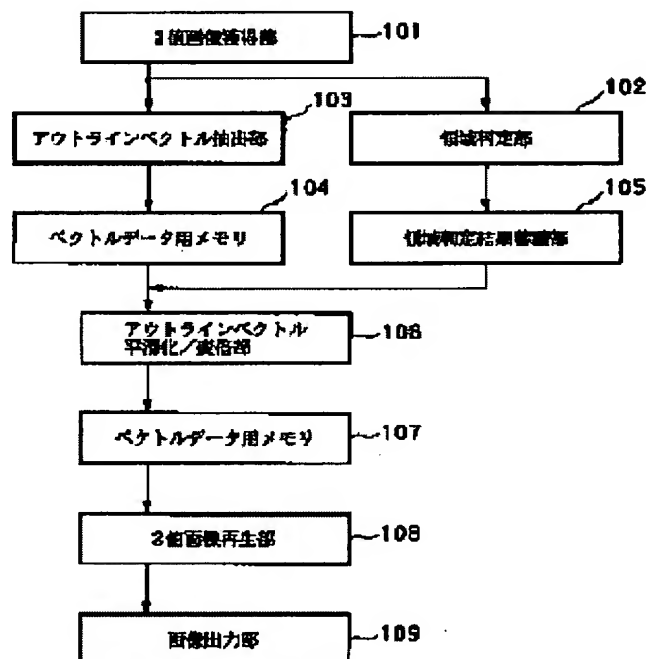 2値画像獲得部
101
102
103
アウトラインベクトル抽出部
領域判定部
104
105
ベクトルデータ用メモリ
領域判定結果蓄積部
アウトラインベクトル
平滑化／変倍部
106
ベクトルデータ用メモリ
107
2値画像再生部
108
画像出力部
109